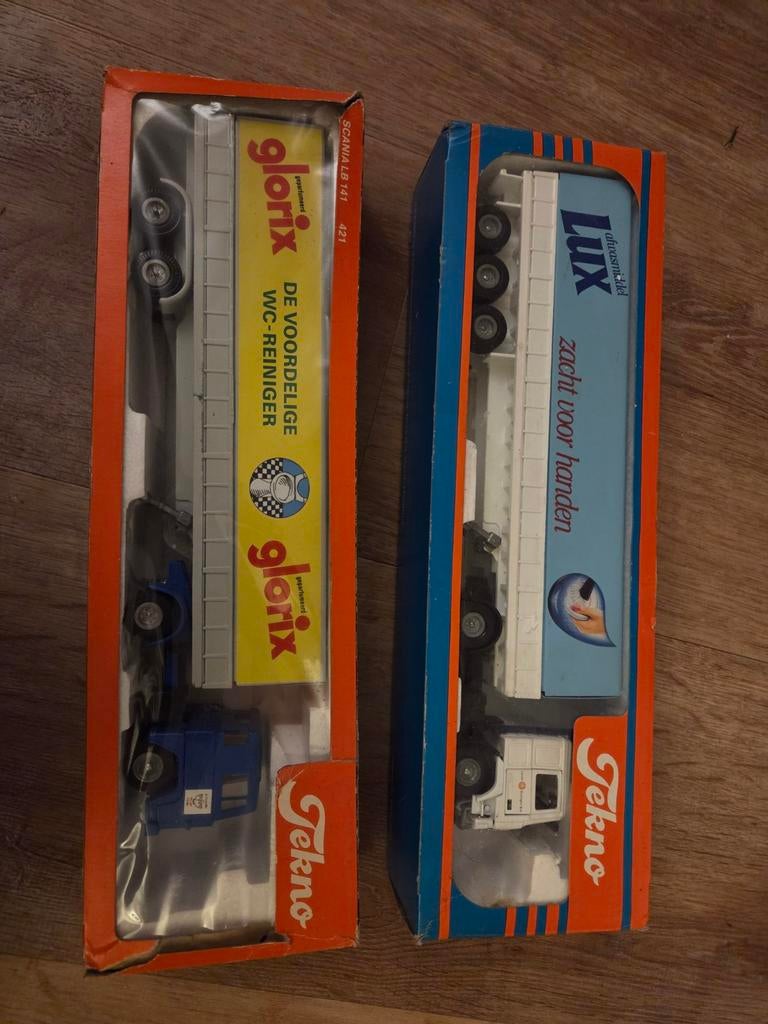 SCANIA LB 141 421
geparfumeerd
glorix
DE VOORDELIGE
WC-REINIGER
geparfumeerd
glorix
Tekno
afwasmiddel
Lux
zacht voor handen
Tekno